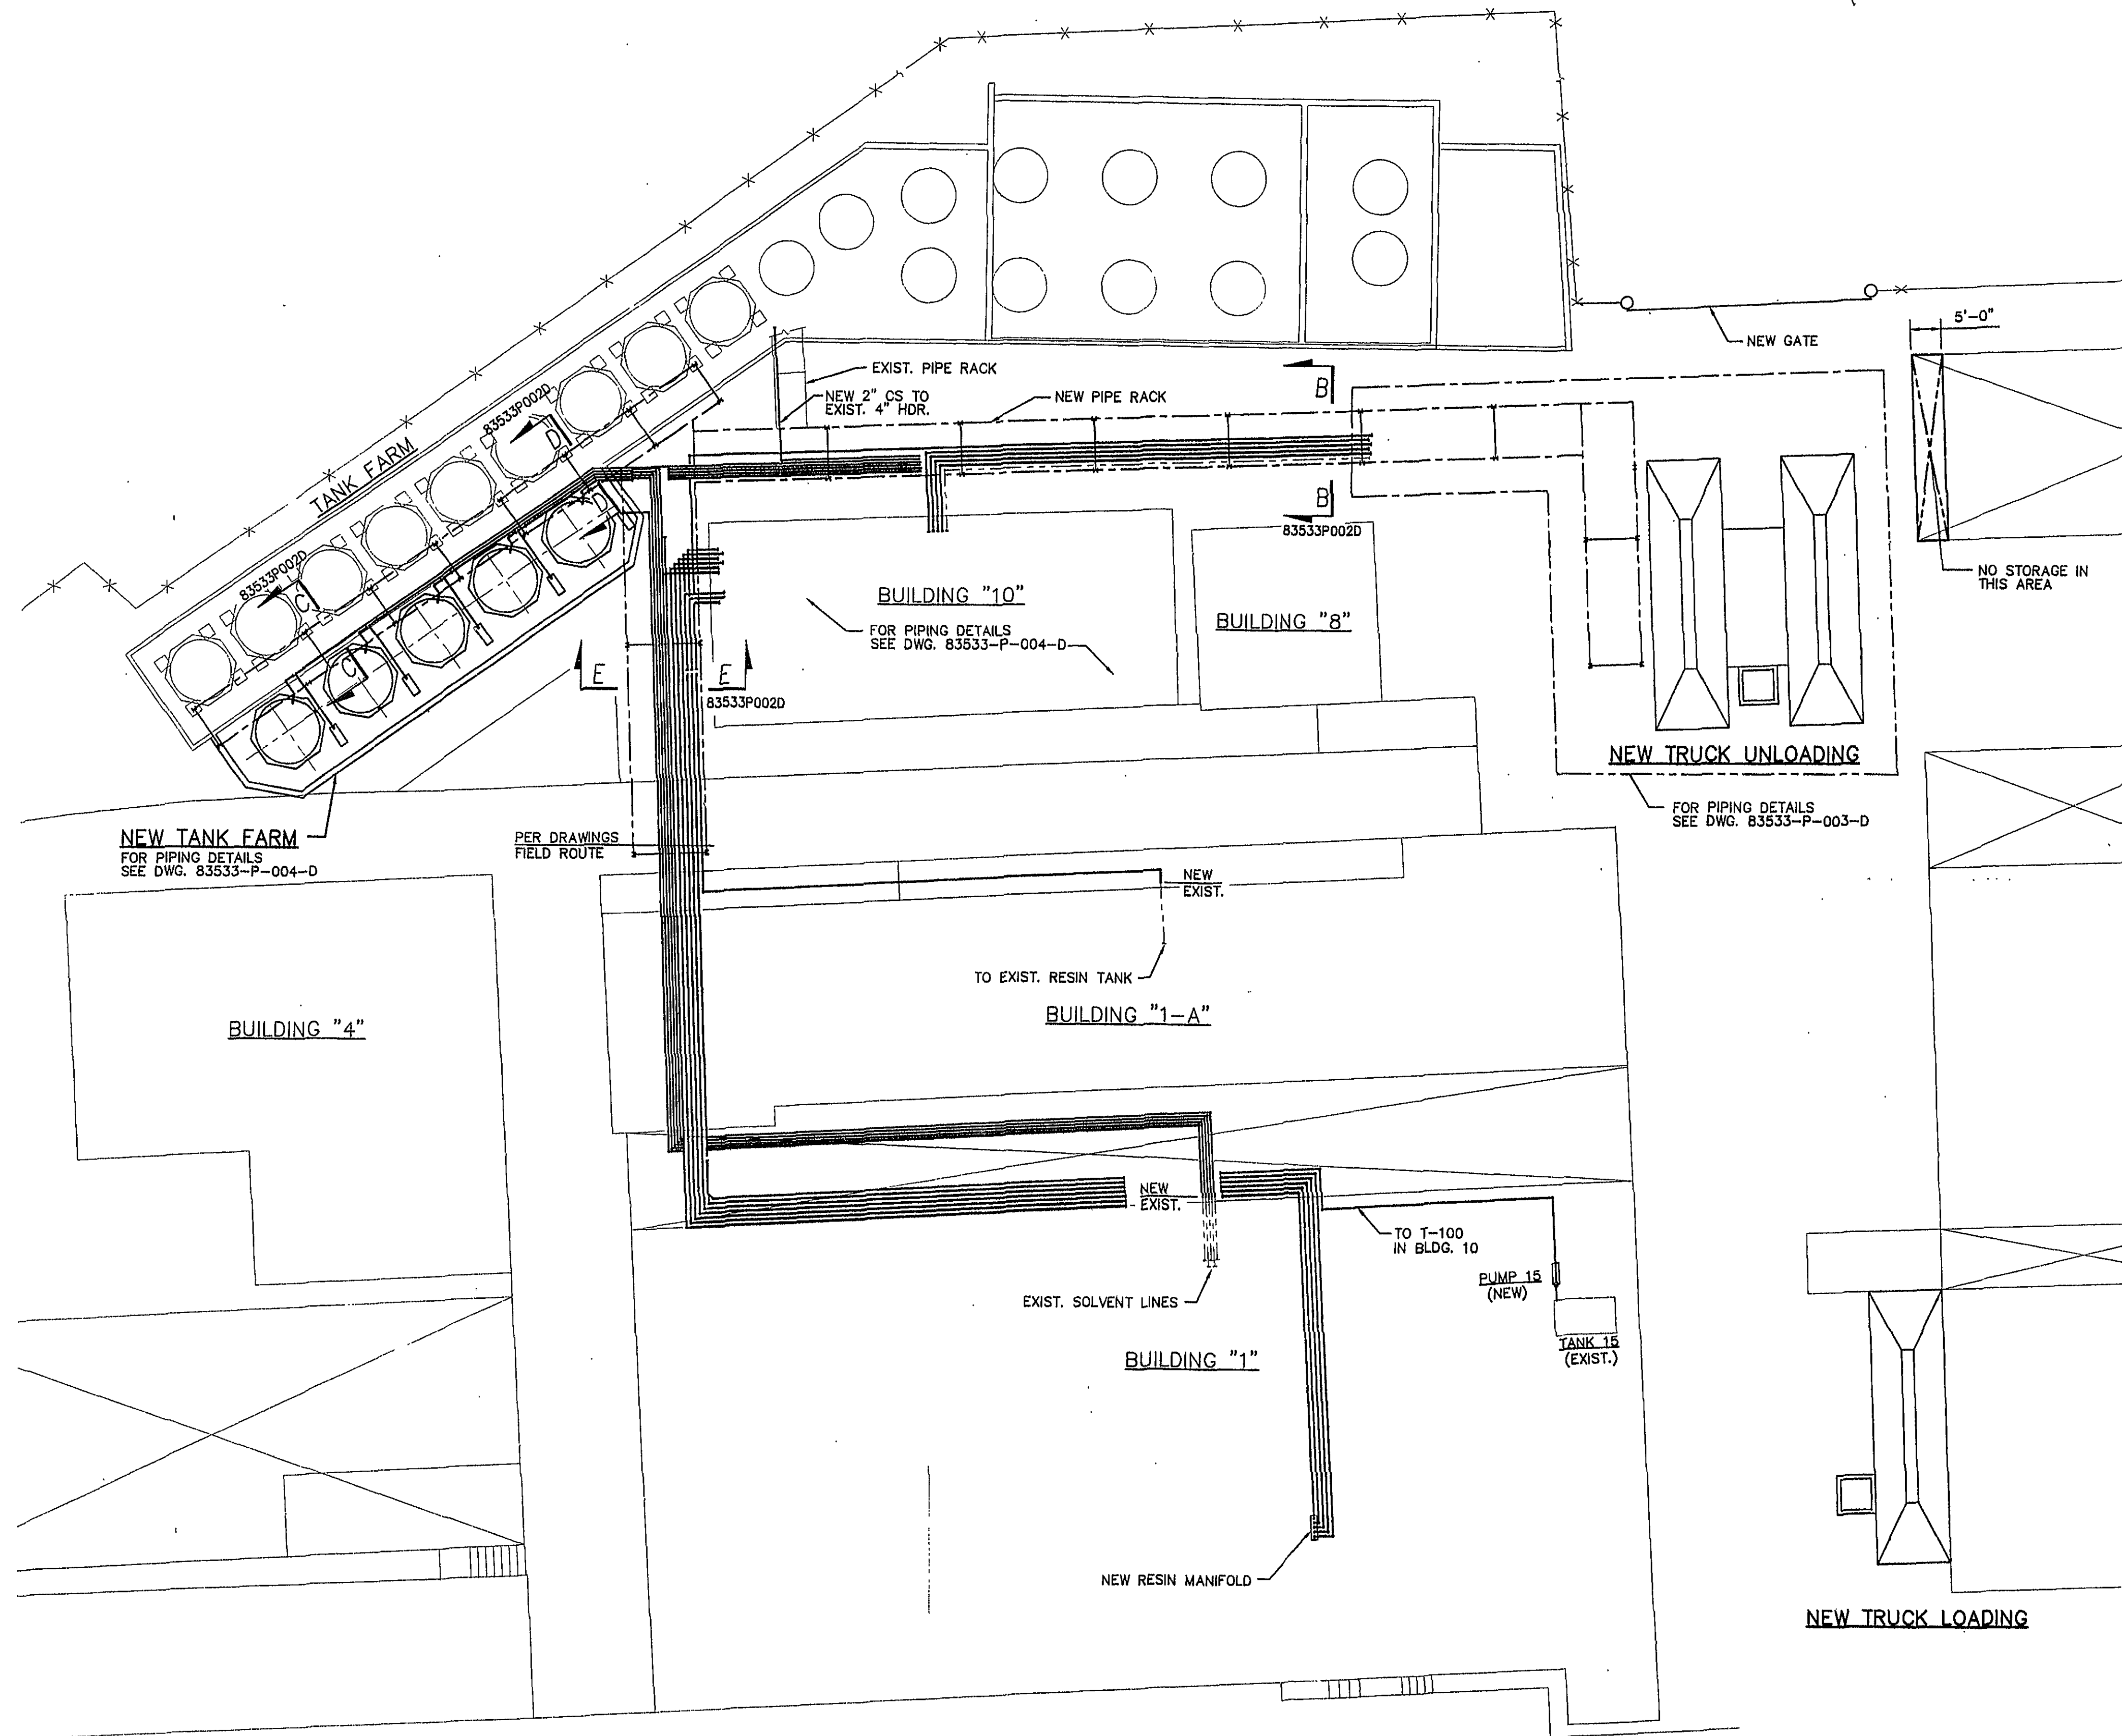 NEW GATE
5'-0"
EXIST. PIPE RACK
NEW 2" CS TO
EXIST. 4" HDR.
NEW PIPE RACK
B
83533P002D
D
TANK FARM
D
B
83533P002D
83533P002D
C
C
NO STORAGE IN
THIS AREA
BUILDING "10"
FOR PIPING DETAILS
SEE DWG. 83533-P-004-D
BUILDING "8"
E
E
83533P002D
NEW TRUCK UNLOADING
FOR PIPING DETAILS
SEE DWG. 83533-P-003-D
NEW TANK FARM
FOR PIPING DETAILS
SEE DWG. 83533-P-004-D
PER DRAWINGS
FIELD ROUTE
NEW
EXIST.
TO EXIST. RESIN TANK
BUILDING "4"
BUILDING "1-A"
NEW
EXIST.
TO T-100
IN BLDG. 10
PUMP 15
(NEW)
EXIST. SOLVENT LINES
TANK 15
(EXIST.)
BUILDING "1"
NEW RESIN MANIFOLD
NEW TRUCK LOADING